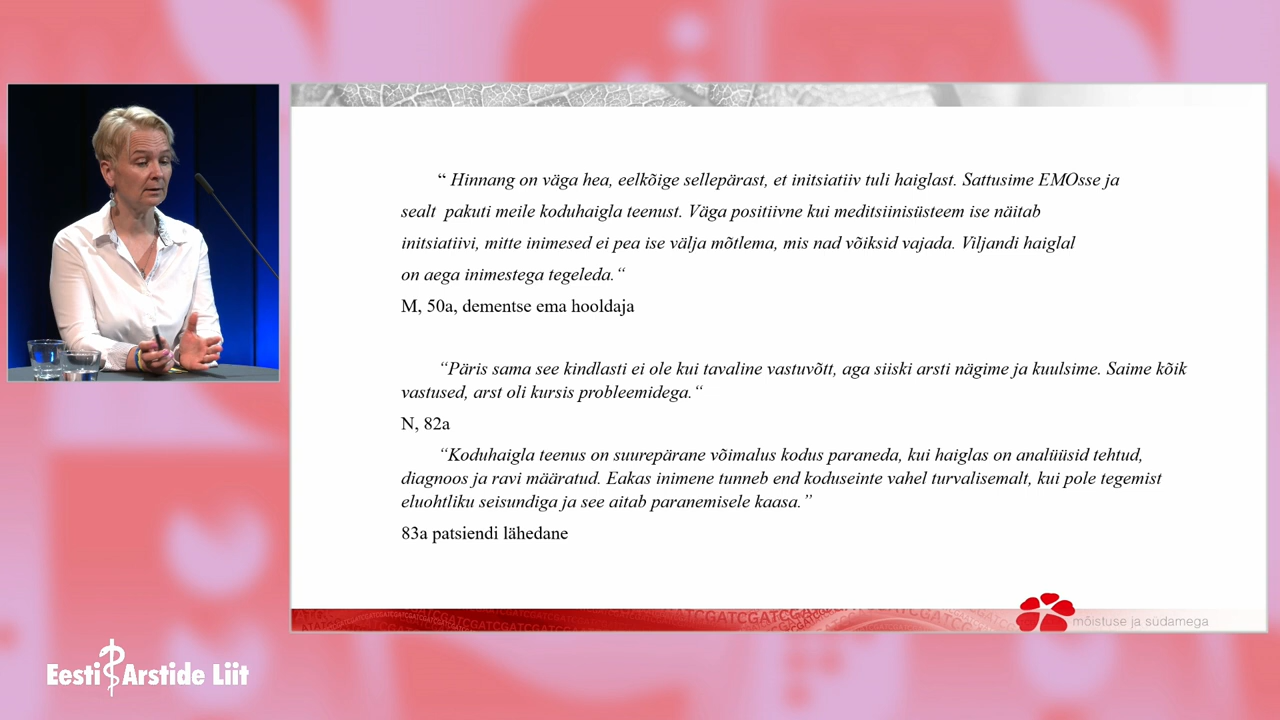 “ Hinnang on väga hea, eelkõige sellepärast, et initsiatiiv tuli haiglast. Sattusime EMOsse ja
sealt pakuti meile koduhaigla teenust. Väga positiivne kui meditsiinisüsteem ise näitab
initsiatiivi, mitte inimesed ei pea ise välja mõtlema, mis nad võiksid vajada. Viljandi haiglal
on aega inimestega tegeleda.“
M, 50a, dementse ema hooldaja
“Päris sama see kindlasti ei ole kui tavaline vastuvõtt, aga siiski arsti nägime ja kuulsime. Saime kõik
vastused, arst oli kursis probleemidega.“
N, 82a
“Koduhaigla teenus on suurepärane võimalus kodus paraneda, kui haiglas on analüüsid tehtud,
diagnoos ja ravi määratud. Eakas inimene tunneb end koduseinte vahel turvalisemalt, kui pole tegemist
eluohtliku seisundiga ja see aitab paranemisele kaasa.”
83a patsiendi lähedane
mõistuse ja südamega
Eesti Arstide Liit